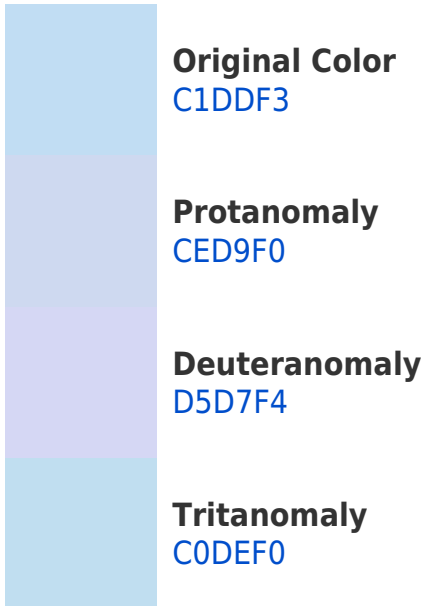 Original Color
C1DDF3
Protanomaly
CED9F0
Deuteranomaly
D5D7F4
Tritanomaly
C0DEF0